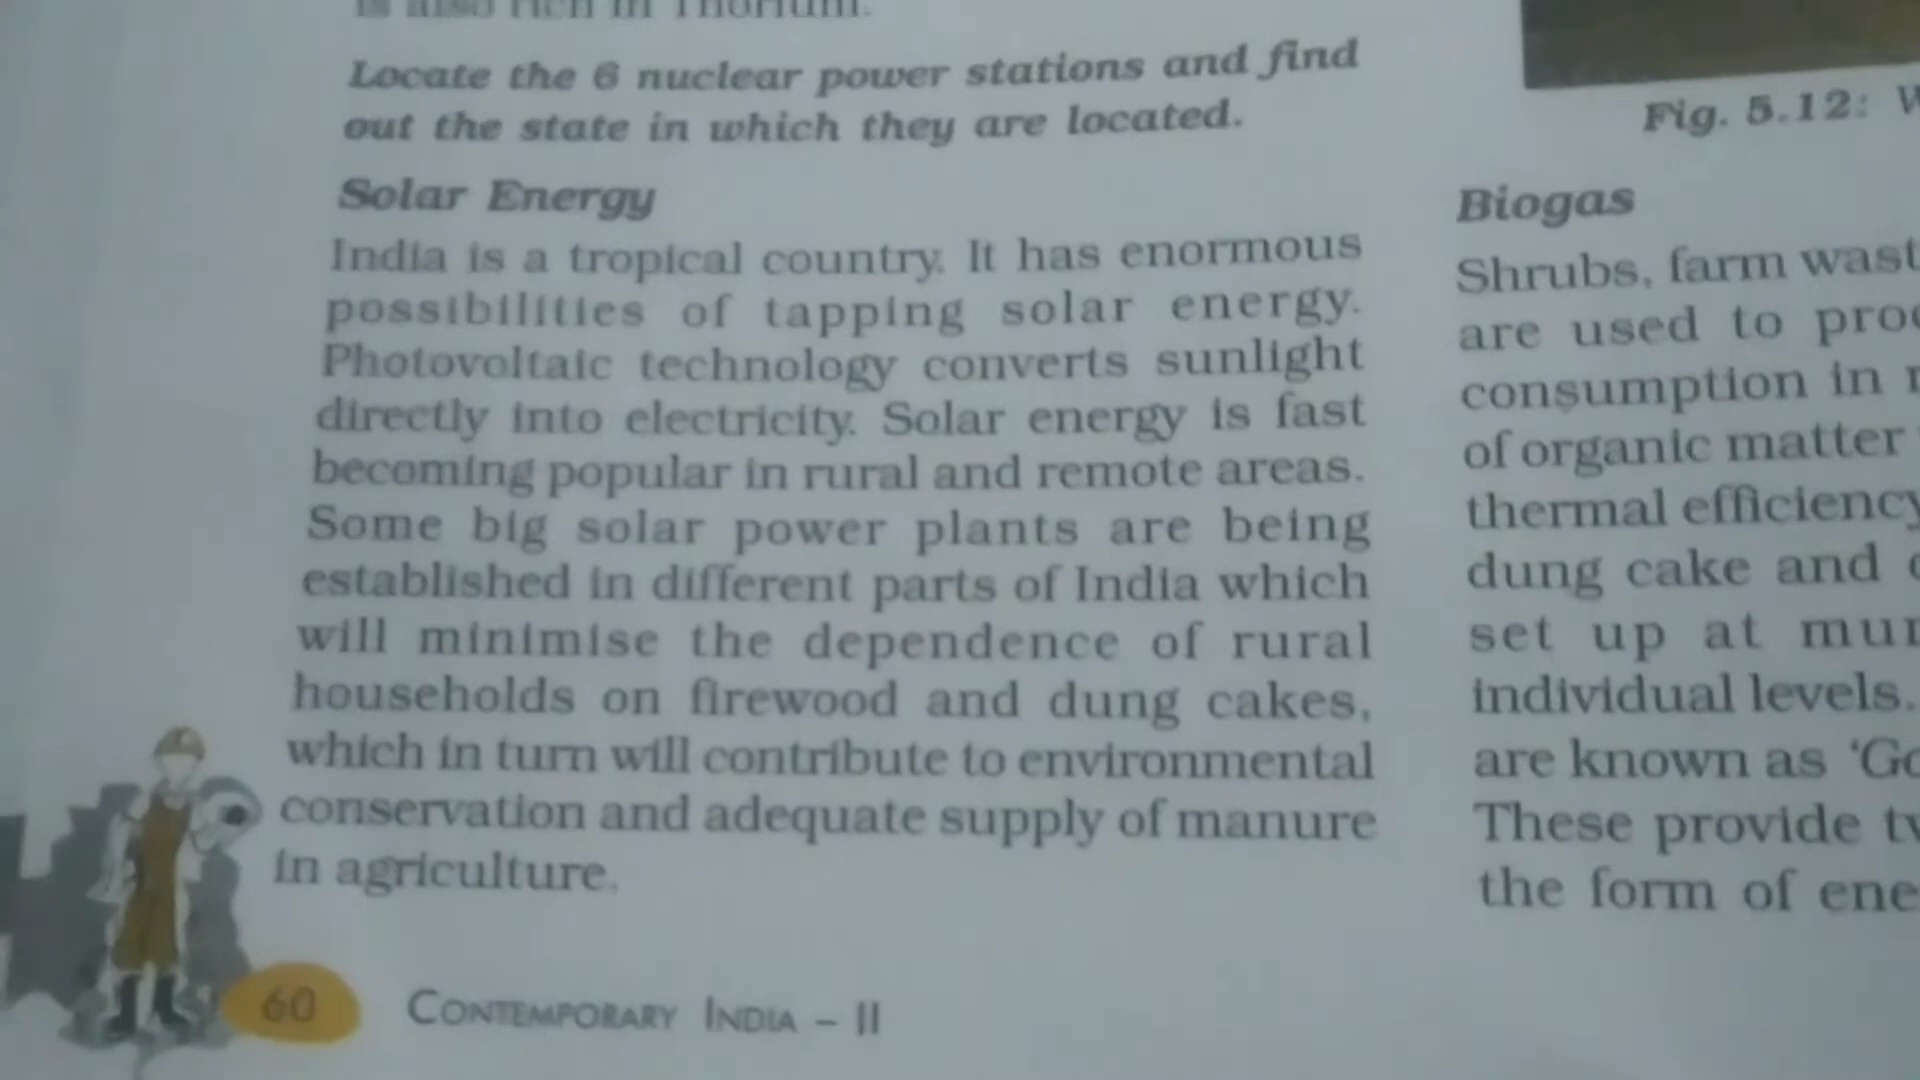 is also rich in Thorium.
Locate the 6 nuclear power stations and find
out the state in which they are located.
Solar Energy
India is a tropical country. It has enormous
possibilities of tapping solar energy.
Photovoltaic technology converts sunlight
directly into electricity. Solar energy is fast
becoming popular in rural and remote areas.
Some big solar power plants are being
established in different parts of India which
will minimise the dependence of rural
households on firewood and dung cakes,
which in turn will contribute to environmental
conservation and adequate supply of manure
in agriculture.
Fig. 5.12:
Biogas
Shrubs, farm
are used to
consumption in
of organic matter
thermal efficiency
dung cake and
set up at
individual levels.
are known as
These provide
the form of
60
CONTEMPORARY INDIA – II